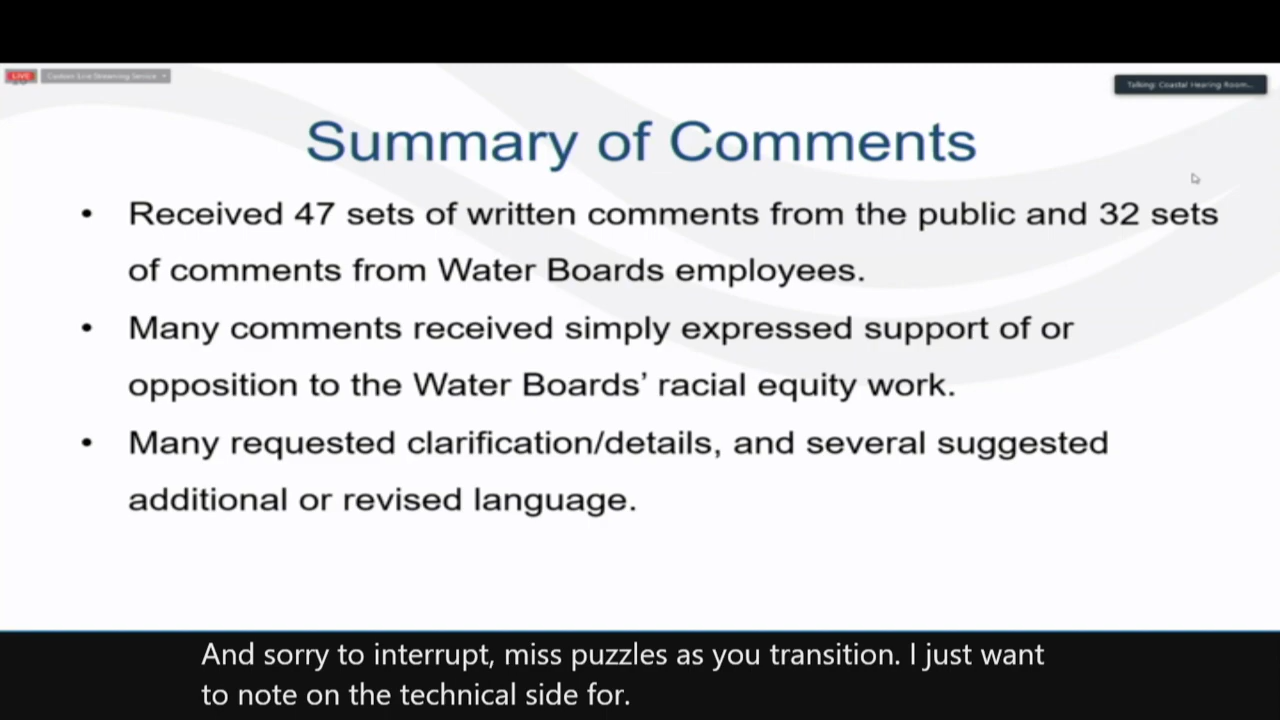 LIVE
Custom Live Streaming Service
Talking: Coastal Hearing Room...
Summary of Comments
• Received 47 sets of written comments from the public and 32 sets
of comments from Water Boards employees.
• Many comments received simply expressed support of or
opposition to the Water Boards’ racial equity work.
• Many requested clarification/details, and several suggested
additional or revised language.
And sorry to interrupt, miss puzzles as you transition. I just want
to note on the technical side for.